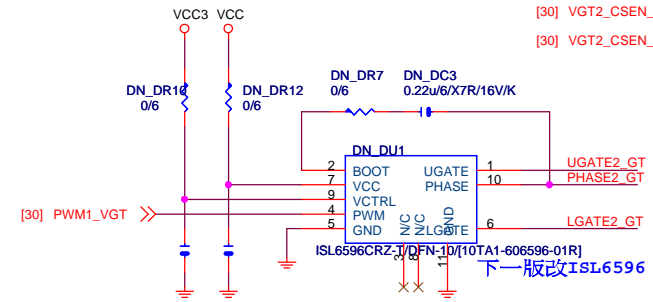 VCC3 VCC
[30] VGT2_CSEN_
[30] VGT2_CSEN_
DN_DR10
0/6
DN_DR12
0/6
DN_DR7
0/6
DN_DC3
0.22u/6/X7R/16V/K
DN_DU1
2 BOOT UGATE 1 UGATE2_GT
7 VCC PHASE 10 PHASE2_GT
9 VCTRL
[30] PWM1_VGT 4 PWM
5 GND N/C N/C GND LGATE 6 LGATE2_GT
ISL6596CRZ-T/DFN-10/[10TA1-606596-01R]
3 8 11
下一版改ISL6596